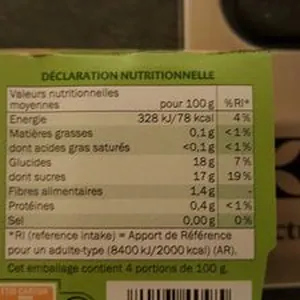 DÉCLARATION NUTRITIONNELLE
Valeurs nutritionnelles
moyennes pour 100 g %RI*
Energie 328 kJ/78 kcal 4%
Matières grasses 0,1g <1%
dont acides gras saturés <0,1g <1%
Glucides 18g 7%
dont sucres 17g 19%
Fibres alimentaires 1,4g -
Protéines 0,4g <1%
Sel 0,00g 0%
*RI (reference intake) = Apport de Référence
pour un adulte-type (8400 kJ/2000 kcal) (AR).
Cet emballage contient 4 portions de 100 g.